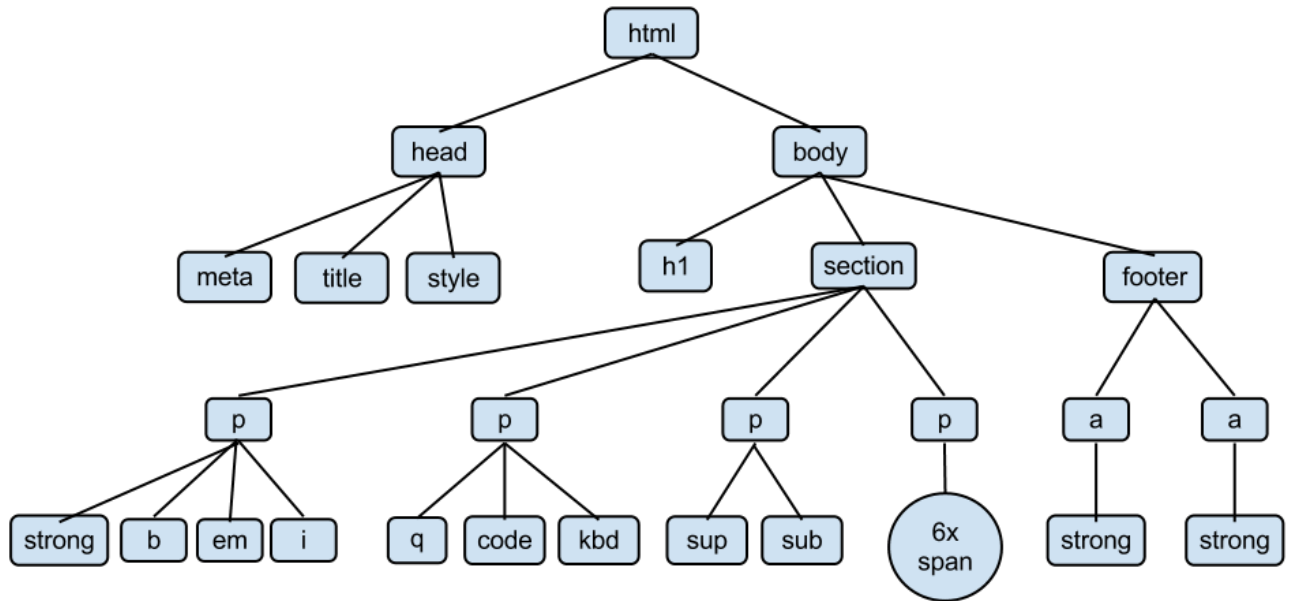 html
head
body
meta
title
style
h1
section
footer
p
p
p
p
a
a
strong
b
em
i
q
code
kbd
sup
sub
6x
span
strong
strong